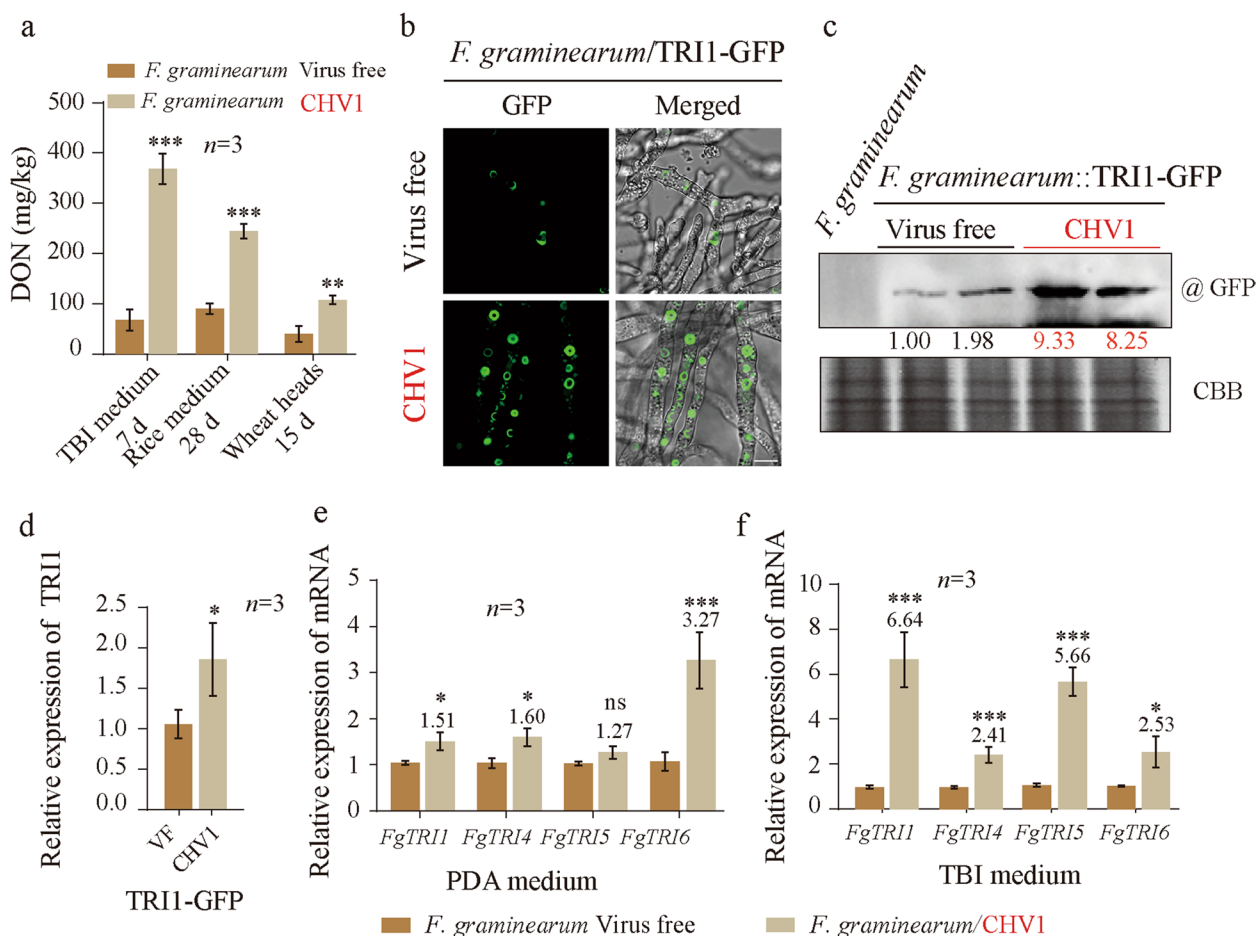 a
F. graminearum Virus free
F. graminearum CHV1
500
400
300
200
100
0
DON (mg/kg)
***
n=3
***
**
TBI medium
7 d
Rice medium
28 d
Wheat heads
15 d
b
F. graminearum/TRI1-GFP
GFP
Merged
Virus free
CHV1
c
F. graminearum
F. graminearum::TRI1-GFP
Virus free
CHV1
@ GFP
1.00 1.98 9.33 8.25
CBB
d
Relative expression of TRI1
2.5
2.0
1.5
1.0
0.5
0.0
*
n=3
VF
CHV1
TRI1-GFP
e
Relative expression of mRNA
5
4
3
2
1
0
n=3
*
1.51
*
1.60
ns
1.27
***
3.27
FgTRI1 FgTRI4 FgTRI5 FgTRI6
PDA medium
f
Relative expression of mRNA
10
8
6
4
2
0
n=3
***
6.64
***
2.41
***
5.66
*
2.53
FgTRI1 FgTRI4 FgTRI5 FgTRI6
TBI medium
F. graminearum Virus free
F. graminearum/CHV1